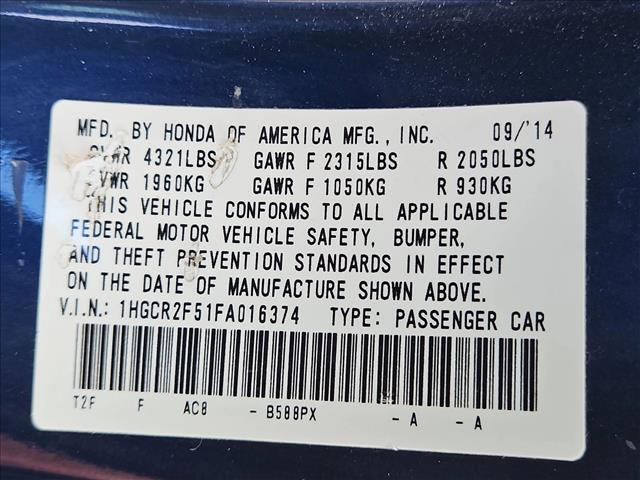 MFD. BY HONDA OF AMERICA MFG., INC. 09/'14
GVWR 4321LBS GAWR F 2315LBS R 2050LBS
GVWR 1960KG GAWR F 1050KG R 930KG
THIS VEHICLE CONFORMS TO ALL APPLICABLE
FEDERAL MOTOR VEHICLE SAFETY, BUMPER,
AND THEFT PREVENTION STANDARDS IN EFFECT
ON THE DATE OF MANUFACTURE SHOWN ABOVE.
V.I.N.: 1HGCR2F51FA016374 TYPE: PASSENGER CAR
T2F F AC8 - B588PX - A - A